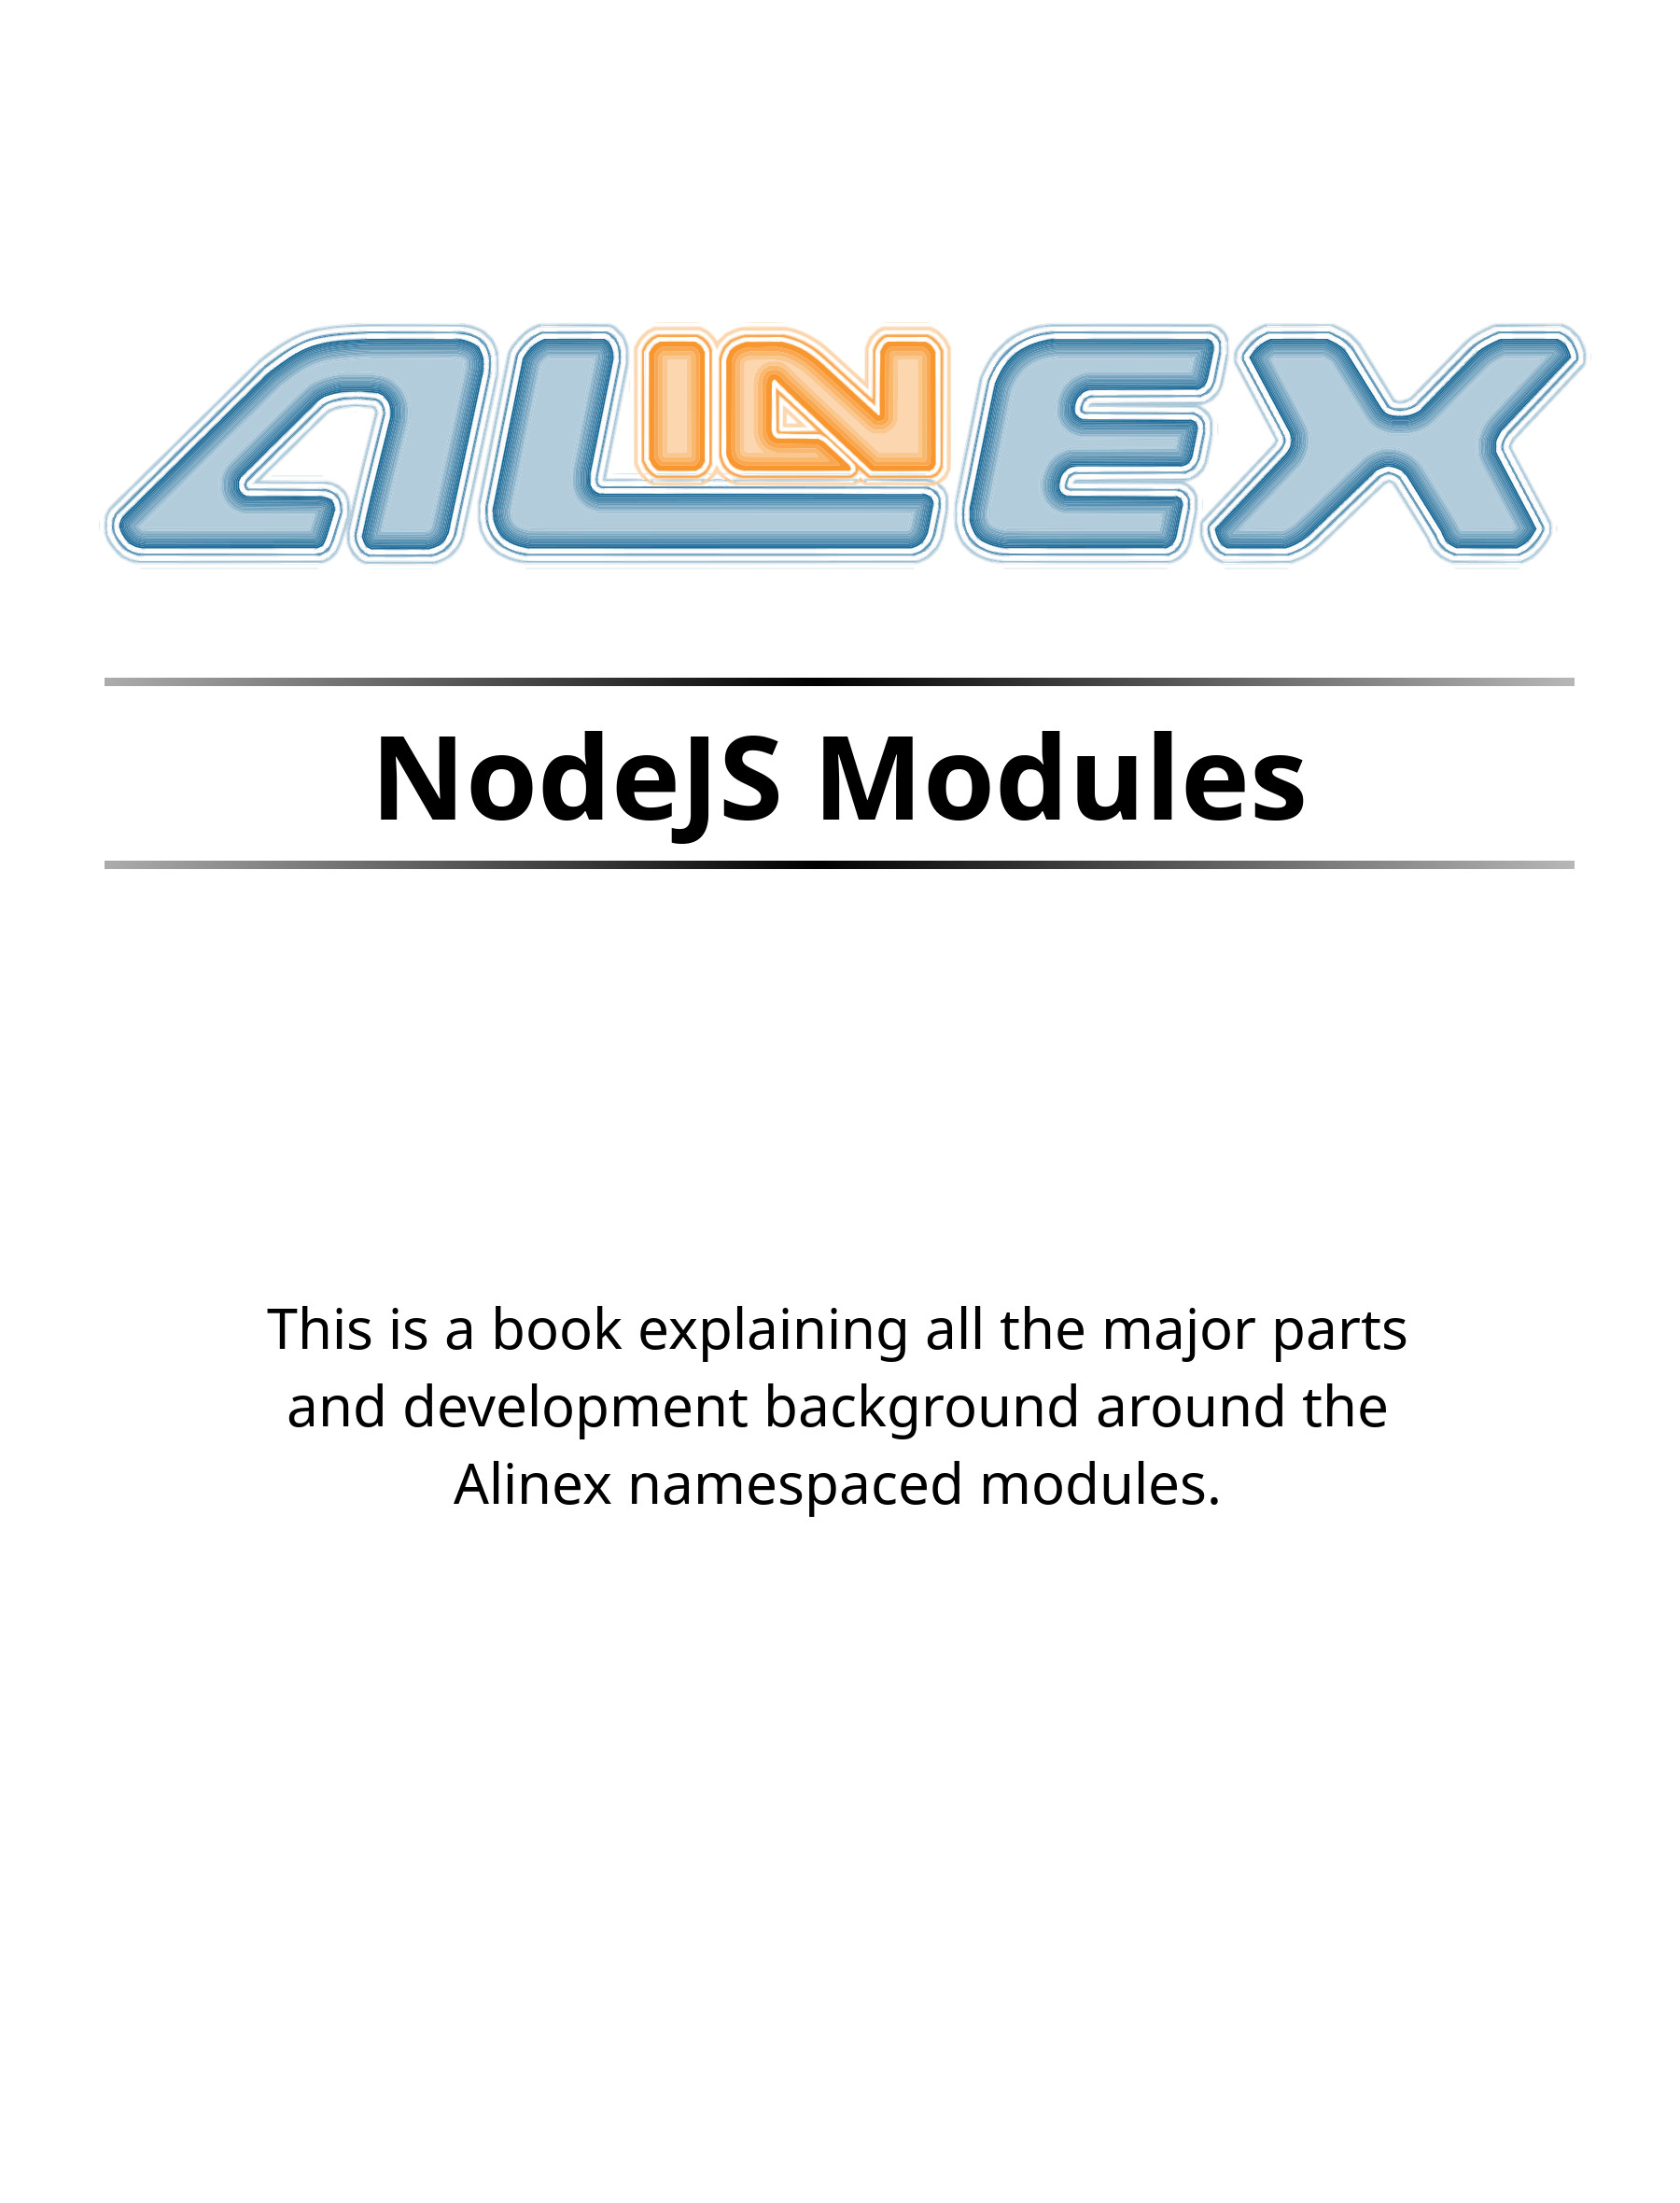 ALINEX
NodeJS Modules
This is a book explaining all the major parts
and development background around the
Alinex namespaced modules.